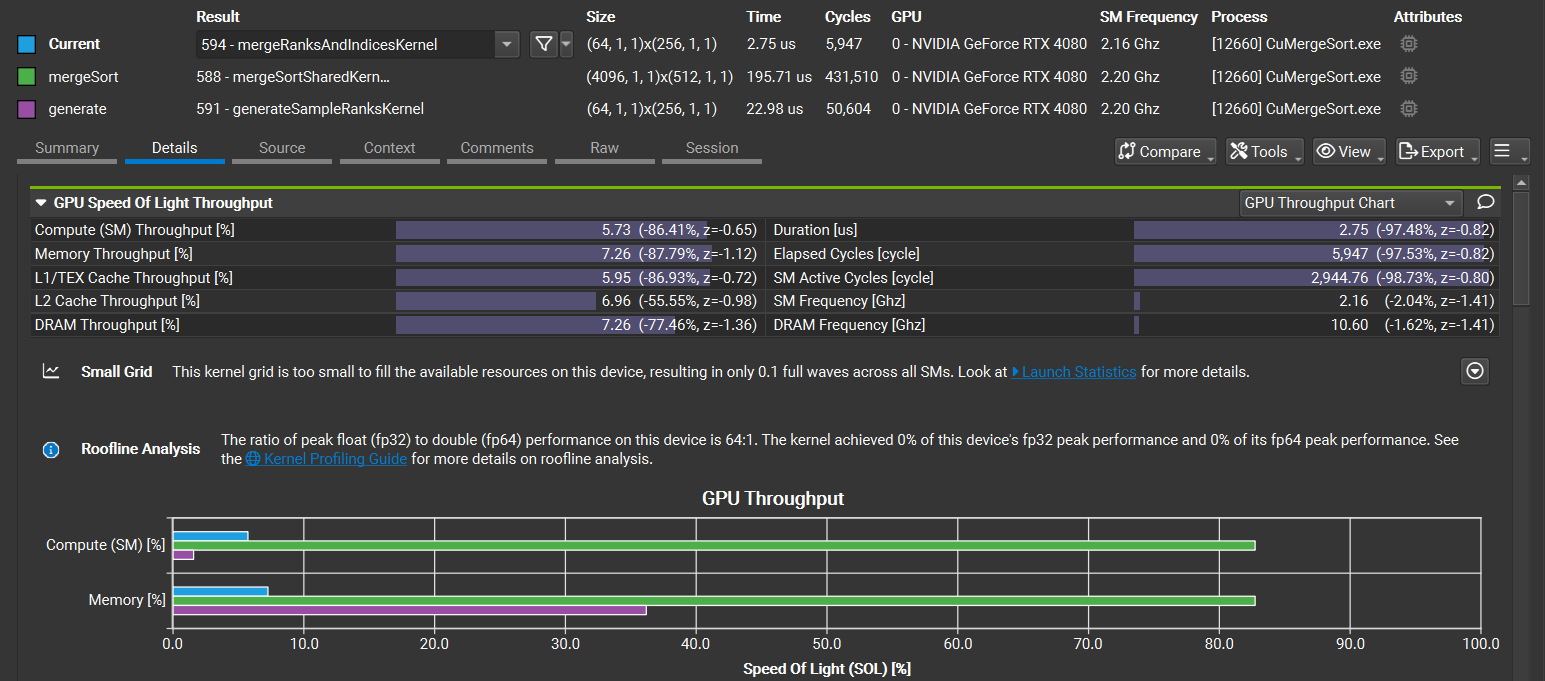 Result Size Time Cycles GPU SM Frequency Process Attributes
Current 594 - mergeRanksAndIndicesKernel (64, 1, 1)x(256, 1, 1) 2.75 us 5,947 0 - NVIDIA GeForce RTX 4080 2.16 Ghz [12660] CuMergeSort.exe
mergeSort 588 - mergeSortSharedKern... (4096, 1, 1)x(512, 1, 1) 195.71 us 431,510 0 - NVIDIA GeForce RTX 4080 2.20 Ghz [12660] CuMergeSort.exe
generate 591 - generateSampleRanksKernel (64, 1, 1)x(256, 1, 1) 22.98 us 50,604 0 - NVIDIA GeForce RTX 4080 2.20 Ghz [12660] CuMergeSort.exe
Summary Details Source Context Comments Raw Session Compare Tools View Export
GPU Speed Of Light Throughput GPU Throughput Chart
Compute (SM) Throughput [%] 5.73 (-86.41%, z=-0.65) Duration [us] 2.75 (-97.48%, z=-0.82)
Memory Throughput [%] 7.26 (-87.79%, z=-1.12) Elapsed Cycles [cycle] 5,947 (-97.53%, z=-0.82)
L1/TEX Cache Throughput [%] 5.95 (-86.93%, z=-0.72) SM Active Cycles [cycle] 2,944.76 (-98.73%, z=-0.80)
L2 Cache Throughput [%] 6.96 (-55.55%, z=-0.98) SM Frequency [Ghz] 2.16 (-2.04%, z=-1.41)
DRAM Throughput [%] 7.26 (-77.46%, z=-1.36) DRAM Frequency [Ghz] 10.60 (-1.62%, z=-1.41)
Small Grid This kernel grid is too small to fill the available resources on this device, resulting in only 0.1 full waves across all SMs. Look at Launch Statistics for more details.
Roofline Analysis The ratio of peak float (fp32) to double (fp64) performance on this device is 64:1. The kernel achieved 0% of this device's fp32 peak performance and 0% of its fp64 peak performance. See
the Kernel Profiling Guide for more details on roofline analysis.
GPU Throughput
Compute (SM) [%]
Memory [%]
0.0 10.0 20.0 30.0 40.0 50.0 60.0 70.0 80.0 90.0 100.0
Speed Of Light (SOL) [%]